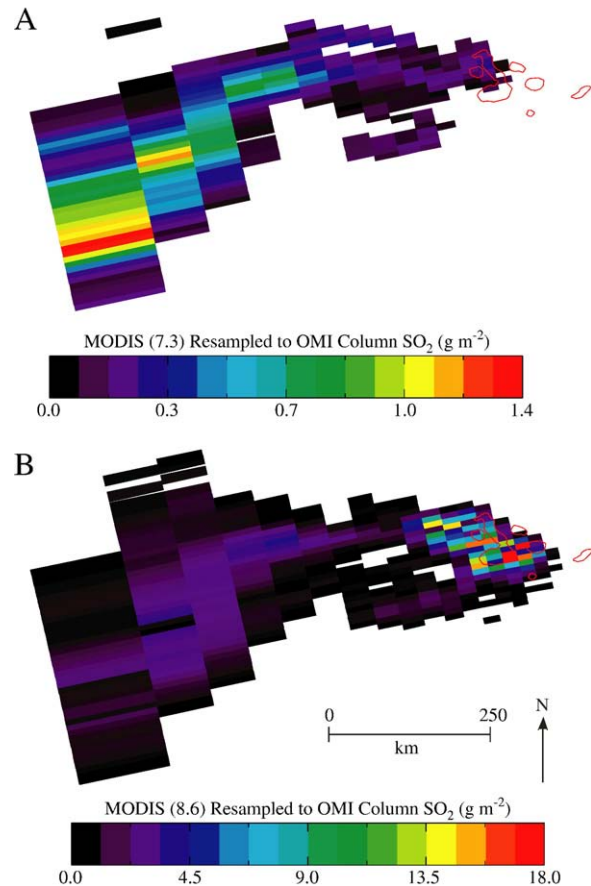 A
MODIS (7.3) Resampled to OMI Column SO₂ (g m⁻²)
0.0 0.3 0.7 1.0 1.4
B
0 250
km
N
MODIS (8.6) Resampled to OMI Column SO₂ (g m⁻²)
0.0 4.5 9.0 13.5 18.0